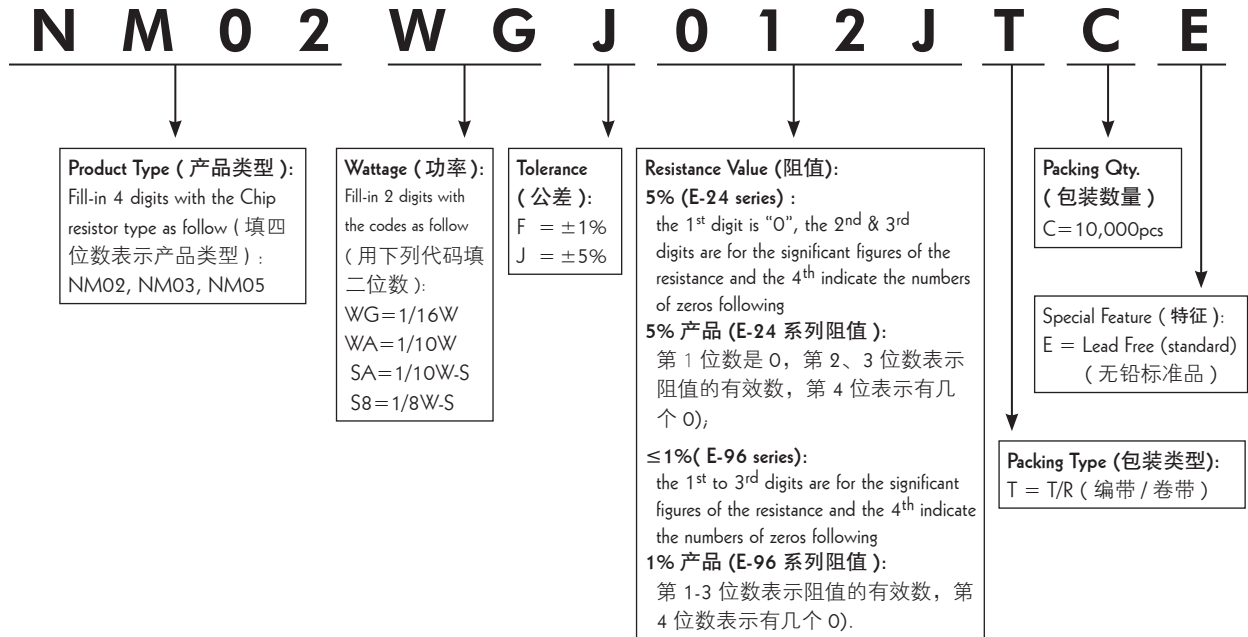 N M 0 2 W G J 0 1 2 J T C E
Product Type ( 产品类型 ):
Fill-in 4 digits with the Chip
resistor type as follow ( 填四
位数表示产品类型 ) :
NM02, NM03, NM05
Wattage ( 功率 ):
Fill-in 2 digits with
the codes as follow
( 用下列代码填
二位数 ):
WG=1/16W
WA=1/10W
SA=1/10W-S
S8=1/8W-S
Tolerance
( 公差 ):
F = ±1%
J = ±5%
Resistance Value (阻值):
5% (E-24 series) :
the 1st digit is “0”, the 2nd & 3rd
digits are for the significant figures of the
resistance and the 4th indicate the numbers
of zeros following
5% 产品 (E-24 系列阻值 ):
第 1 位数是 0，第 2、3 位数表示
阻值的有效数，第 4 位表示有几
个 0);
≤1%( E-96 series):
the 1st to 3rd digits are for the significant
figures of the resistance and the 4th indicate
the numbers of zeros following
1% 产品 (E-96 系列阻值 ):
第 1-3 位数表示阻值的有效数，第
4 位数表示有几个 0).
Packing Qty.
( 包装数量 )
C=10,000pcs
Special Feature ( 特征 ):
E = Lead Free (standard)
( 无铅标准品 )
Packing Type (包装类型):
T = T/R ( 编带 / 卷带 )